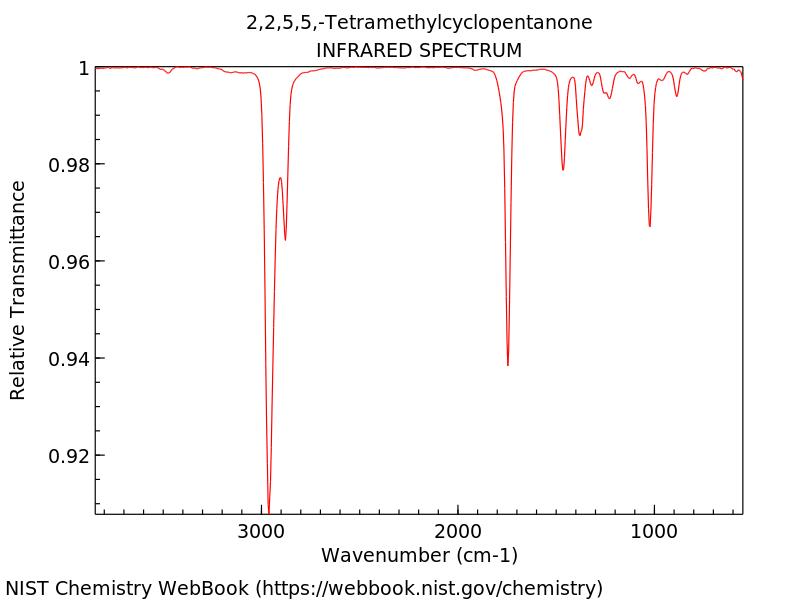 2,2,5,5,-Tetramethylcyclopentanone
INFRARED SPECTRUM
1
0.98
0.96
0.94
0.92
Relative Transmittance
3000 2000 1000
Wavenumber (cm-1)
NIST Chemistry WebBook (https://webbook.nist.gov/chemistry)